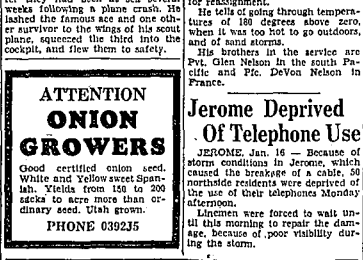 weeks following a plane crush. He
lashed the famous ace and one oth-
er survivor to the wings of his scout
plane, squeezed the third into the
cockpit, and flew them to safety.
ATTENTION
ONION
GROWERS
Good certified onion seed.
White and Yellow sweet Span-
ish. Yields from 150 to 200
sacks to acre more than or-
dinary seed. Utah grown.
PHONE 0392J5
for reassignment.
He tells of going through tempera-
tures of 180 degrees above zero,
when it was too hot to go outdoors,
and of sand storms.
His brothers in the service are
Pvt. Glen Nelson in the south Pa-
cific and Pfc. DeVon Nelson in
France.
Jerome Deprived
Of Telephone Use
JEROME, Jan. 16 — Because of
storm conditions in Jerome, which
caused the breakage of a cable, 50
northside residents were deprived of
the use of their telephones Monday
afternoon.
Linemen were forced to wait un-
til this morning to repair the dam-
age, because of poor visibility dur-
ing the storm.